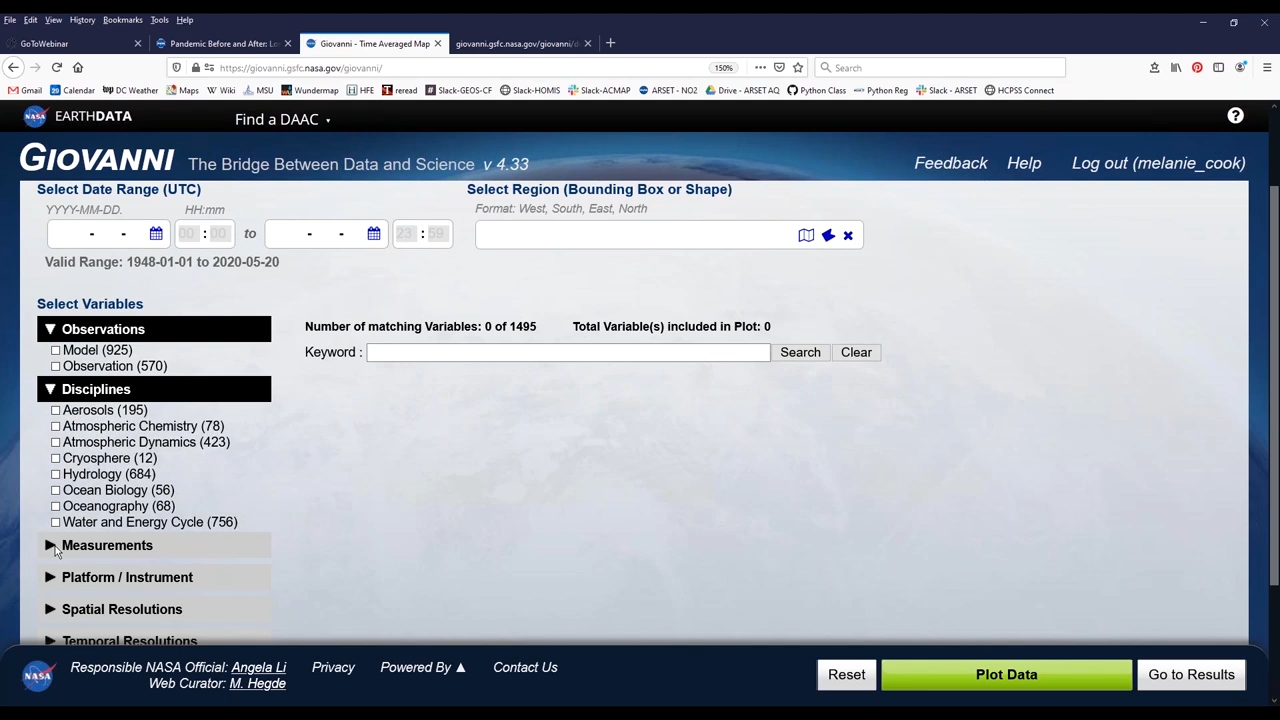 File Edit View History Bookmarks Tools Help
GoToWebinar
Pandemic Before and After: Lo
Giovanni - Time Averaged Map
giovanni.gsfc.nasa.gov/giovanni/d
https://giovanni.gsfc.nasa.gov/giovanni/
150%
Search
Gmail Calendar DC Weather Maps Wiki MSU Wundermap HFE reread Slack-GEOS-CF Slack-HOMIS Slack-ACMAP ARSET - NO2 Drive - ARSET AQ Python Class Python Reg Slack - ARSET HCPSS Connect
NASA EARTHDATA Find a DAAC ?
GIOVANNI The Bridge Between Data and Science v 4.33 Feedback Help Log out (melanie_cook)
Select Date Range (UTC) Select Region (Bounding Box or Shape)
YYYY-MM-DD. HH:mm Format: West, South, East, North
- - 00 : 00 to - - 23 : 59
Valid Range: 1948-01-01 to 2020-05-20
Select Variables
Observations Number of matching Variables: 0 of 1495 Total Variable(s) included in Plot: 0
Model (925) Keyword : Search Clear
Observation (570)
Disciplines
Aerosols (195)
Atmospheric Chemistry (78)
Atmospheric Dynamics (423)
Cryosphere (12)
Hydrology (684)
Ocean Biology (56)
Oceanography (68)
Water and Energy Cycle (756)
Measurements
Platform / Instrument
Spatial Resolutions
Temporal Resolutions
NASA Responsible NASA Official: Angela Li Privacy Powered By ▲ Contact Us
Web Curator: M. Hegde
Reset Plot Data Go to Results